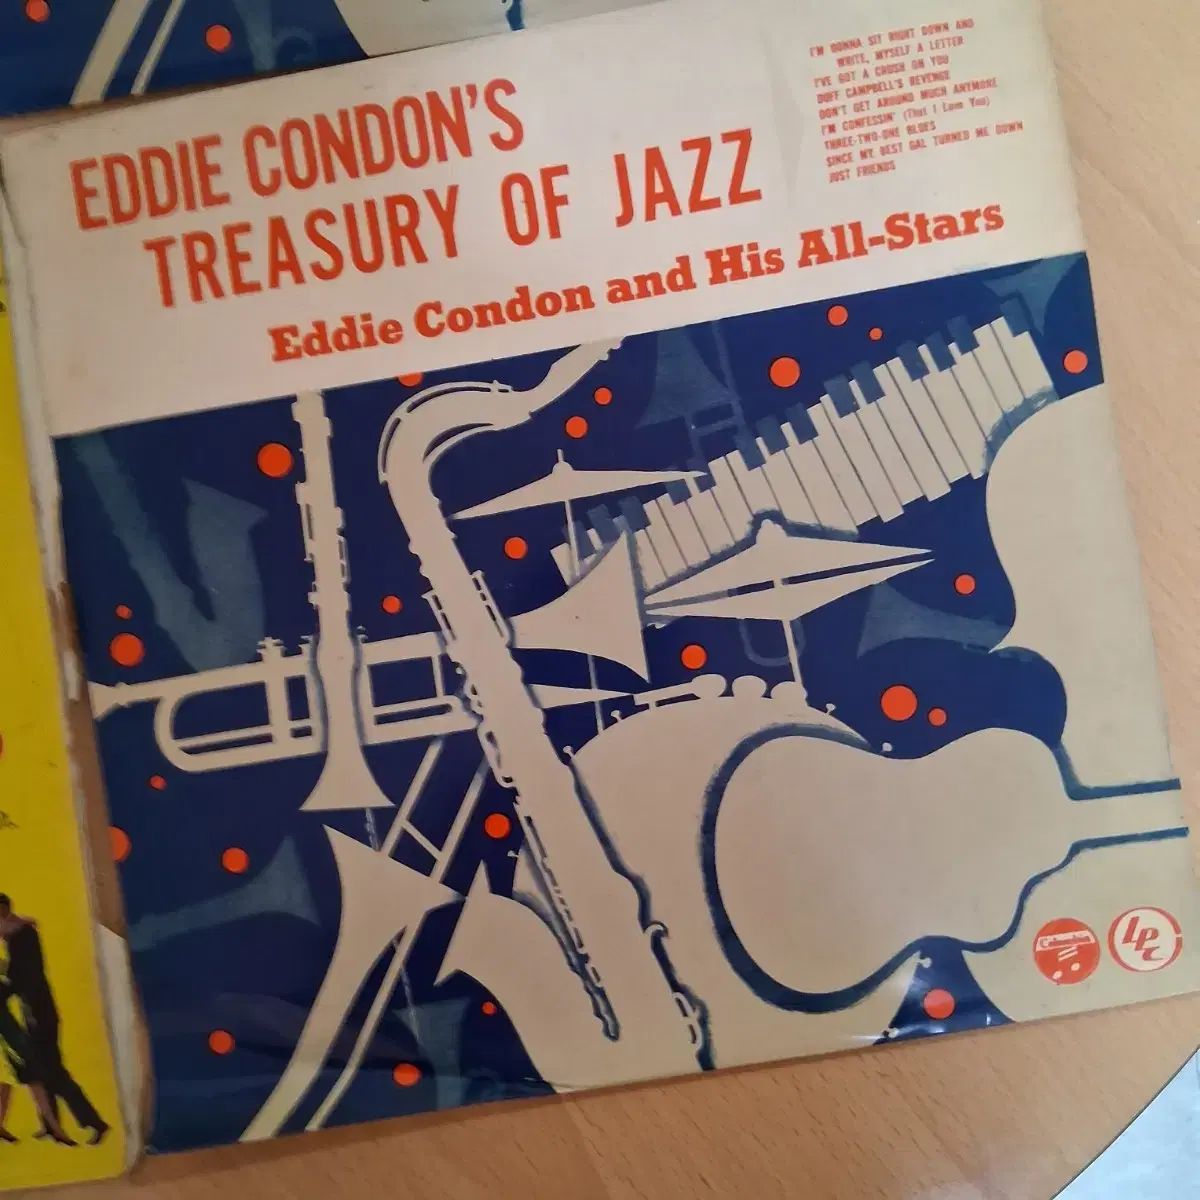 EDDIE CONDON'S
TREASURY OF JAZZ
Eddie Condon and His All-Stars
I'M GONNA SIT RIGHT DOWN AND
WRITE, MYSELF A LETTER
I'VE GOT A CRUSH ON YOU
DUFF CAMPBELL'S REVENGE
DON'T GET AROUND MUCH ANYMORE
I'M CONFESSIN' (That I Love You)
THREE-TWO-ONE BLUES
SINCE MY BEST GAL TURNED ME DOWN
JUST FRIENDS
Columbia
LPC